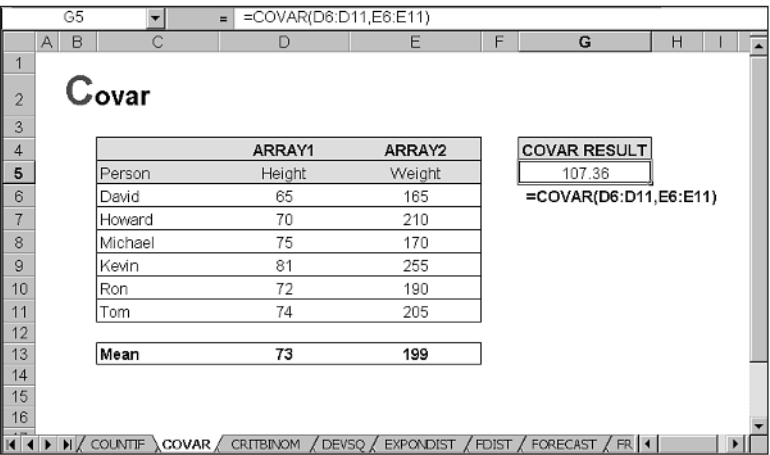 G5 = =COVAR(D6:D11,E6:E11)
A B C D E F G H I
1
2 Covar
3
4 ARRAY1 ARRAY2 COVAR RESULT
5 Person Height Weight 107.36
6 David 65 165 =COVAR(D6:D11,E6:E11)
7 Howard 70 210
8 Michael 75 170
9 Kevin 81 255
10 Ron 72 190
11 Tom 74 205
12
13 Mean 73 199
14
15
16
COUNTIF COVAR CRITBINOM DEVSQ EXPONDIST FDIST FORECAST FR